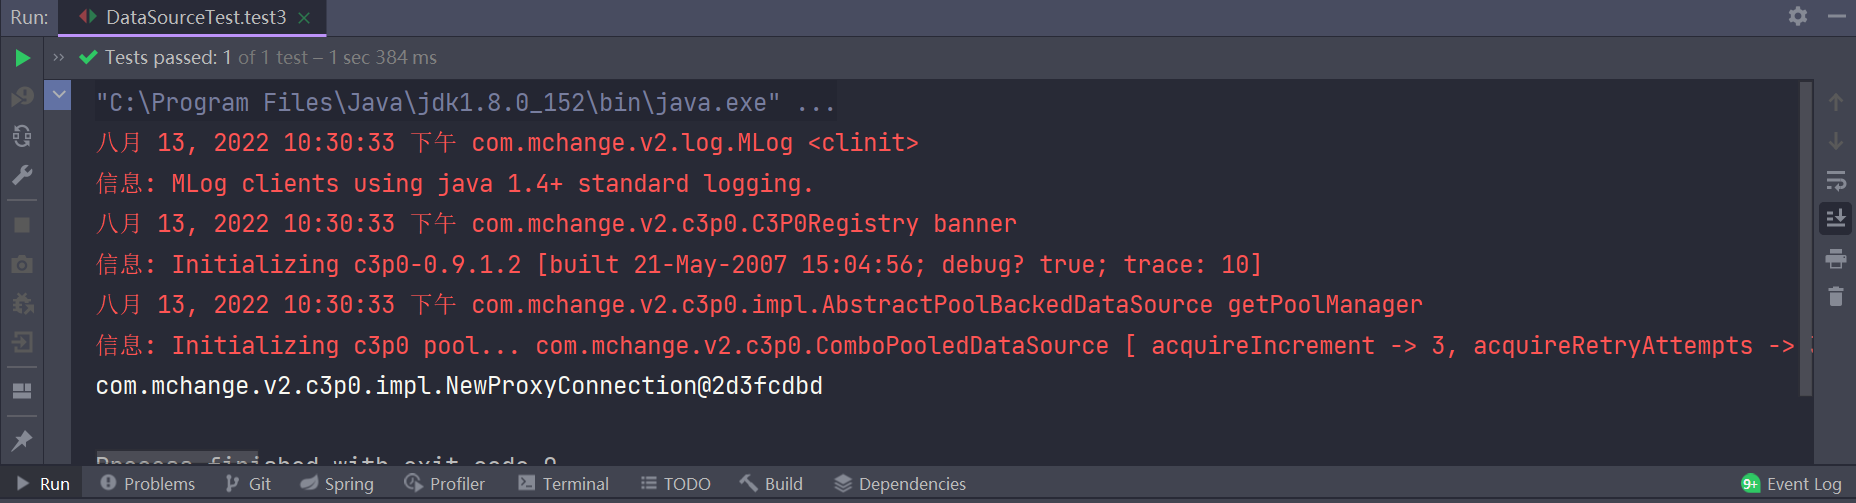 Run: DataSourceTest.test3
Tests passed: 1 of 1 test – 1 sec 384 ms
"C:\Program Files\Java\jdk1.8.0_152\bin\java.exe" ...
八月 13, 2022 10:30:33 下午 com.mchange.v2.log.MLog <clinit>
信息: MLog clients using java 1.4+ standard logging.
八月 13, 2022 10:30:33 下午 com.mchange.v2.c3p0.C3P0Registry banner
信息: Initializing c3p0-0.9.1.2 [built 21-May-2007 15:04:56; debug? true; trace: 10]
八月 13, 2022 10:30:33 下午 com.mchange.v2.c3p0.impl.AbstractPoolBackedDataSource getPoolManager
信息: Initializing c3p0 pool... com.mchange.v2.c3p0.ComboPooledDataSource [ acquireIncrement -> 3, acquireRetryAttempts ->
com.mchange.v2.c3p0.impl.NewProxyConnection@2d3fcdbd
Process finished with exit code 0
Run Problems Git Spring Profiler Terminal TODO Build Dependencies 9+ Event Log